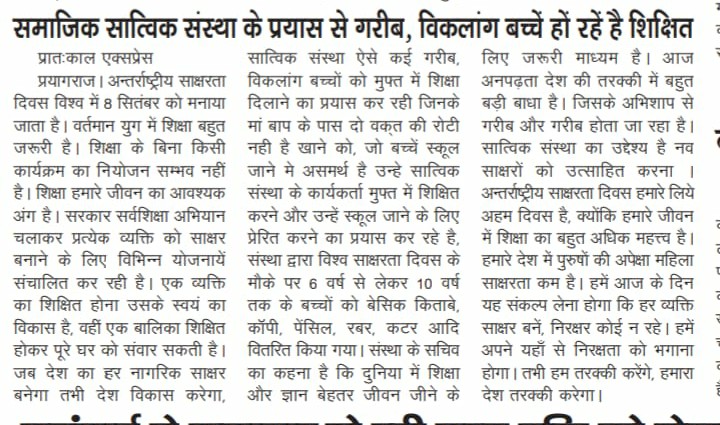 समाजिक सात्विक संस्था के प्रयास से गरीब, विकलांग बच्चें हों रहें है शिक्षित
प्रातःकाल एक्सप्रेस
प्रयागराज। अन्तर्राष्ट्रीय साक्षरता
दिवस विश्व में 8 सितंबर को मनाया
जाता है। वर्तमान युग में शिक्षा बहुत
जरूरी है। शिक्षा के बिना किसी
कार्यक्रम का नियोजन सम्भव नहीं
है। शिक्षा हमारे जीवन का आवश्यक
अंग है। सरकार सर्वशिक्षा अभियान
चलाकर प्रत्येक व्यक्ति को साक्षर
बनाने के लिए विभिन्न योजनायें
संचालित कर रही है। एक व्यक्ति
का शिक्षित होना उसके स्वयं का
विकास है, वहीं एक बालिका शिक्षित
होकर पूरे घर को संवार सकती है।
जब देश का हर नागरिक साक्षर
बनेगा तभी देश विकास करेगा,
सात्विक संस्था ऐसे कई गरीब,
विकलांग बच्चों को मुफ्त में शिक्षा
दिलाने का प्रयास कर रही जिनके
मां बाप के पास दो वक्त की रोटी
नही है खाने को, जो बच्चें स्कूल
जाने मे असमर्थ है उन्हे सात्विक
संस्था के कार्यकर्ता मुफ्त में शिक्षित
करने और उन्हें स्कूल जाने के लिए
प्रेरित करने का प्रयास कर रहे है,
संस्था द्वारा विश्व साक्षरता दिवस के
मौके पर 6 वर्ष से लेकर 10 वर्ष
तक के बच्चों को बेसिक किताबे,
कॉपी, पेंसिल, रबर, कटर आदि
वितरित किया गया। संस्था के सचिव
का कहना है कि दुनिया में शिक्षा
और ज्ञान बेहतर जीवन जीने के
लिए जरूरी माध्यम है। आज
अनपढ़ता देश की तरक्की में बहुत
बड़ी बाधा है। जिसके अभिशाप से
गरीब और गरीब होता जा रहा है।
सात्विक संस्था का उद्देश्य है नव
साक्षरों को उत्साहित करना ।
अन्तर्राष्ट्रीय साक्षरता दिवस हमारे लिये
अहम दिवस है, क्योंकि हमारे जीवन
में शिक्षा का बहुत अधिक महत्त्व है।
हमारे देश में पुरुषों की अपेक्षा महिला
साक्षरता कम है। हमें आज के दिन
यह संकल्प लेना होगा कि हर व्यक्ति
साक्षर बनें, निरक्षर कोई न रहे। हमें
अपने यहाँ से निरक्षता को भगाना
होगा। तभी हम तरक्की करेंगे, हमारा
देश तरक्की करेगा।